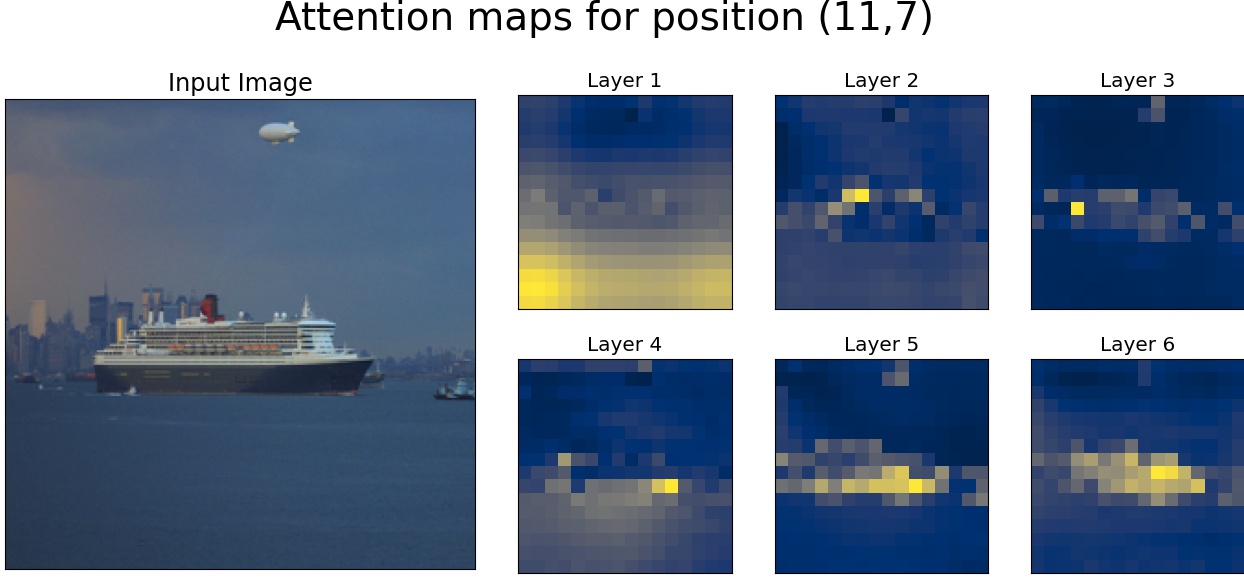 Attention maps for position (11,7)
Input Image
Layer 1
Layer 2
Layer 3
Layer 4
Layer 5
Layer 6